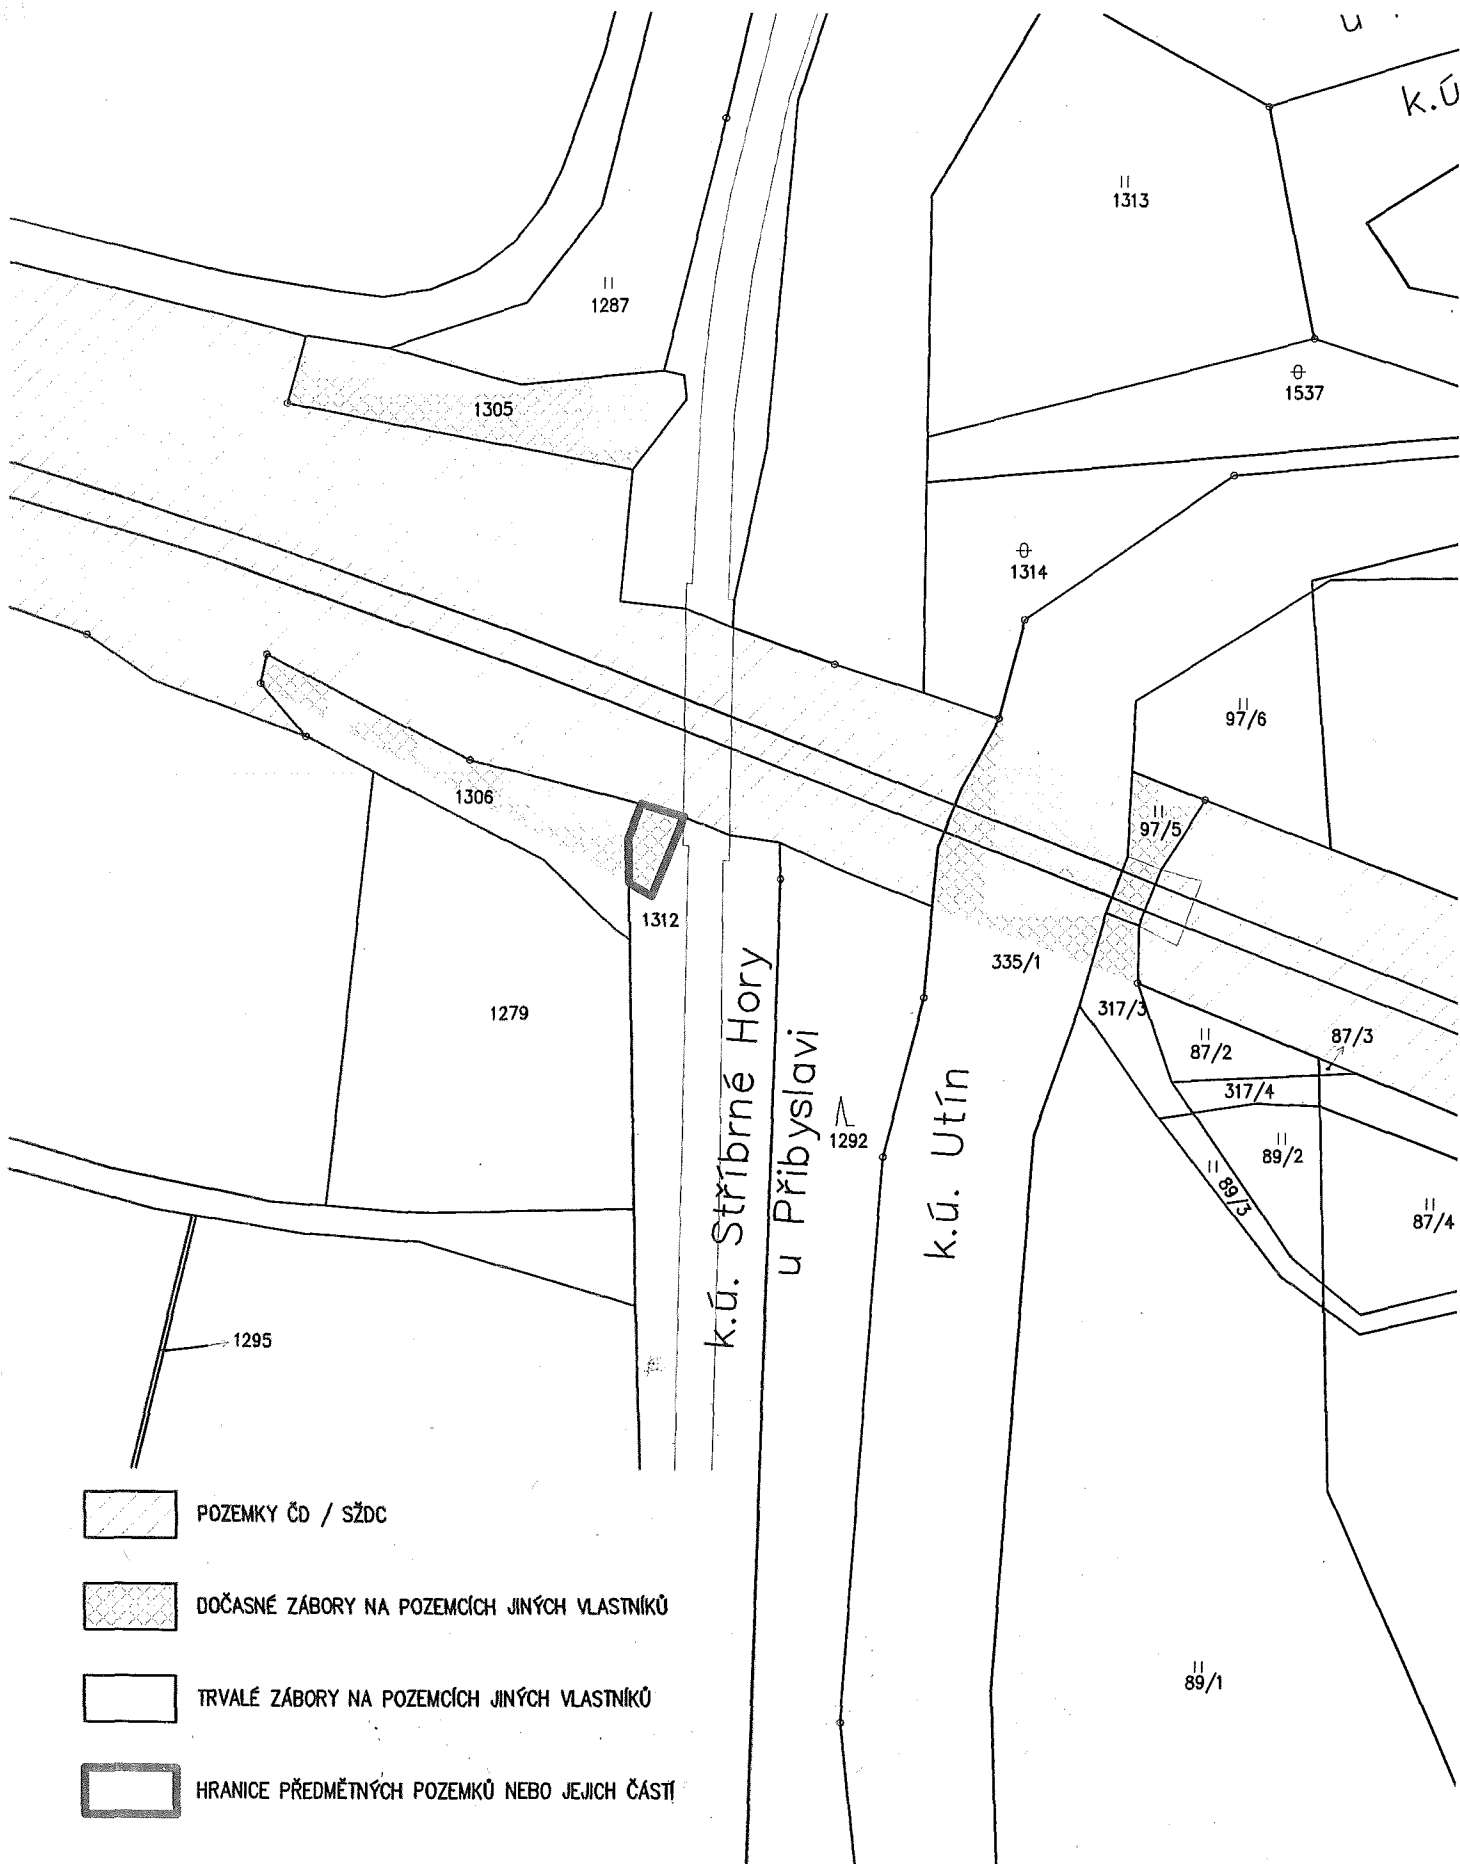 k.Ú
1313
1287
1537
1305
1314
97/6
97/5
1306
1312
335/1
317/3
1279
87/2
87/3
317/4
k.ú. Stříbrné Hory
u Přibyslavi
1292
k.ú. Utín
89/2
89/3
87/4
1295
POZEMKY ČD / SŽDC
DOČASNÉ ZÁBORY NA POZEMCÍCH JINÝCH VLASTNÍKŮ
TRVALÉ ZÁBORY NA POZEMCÍCH JINÝCH VLASTNÍKŮ
89/1
HRANICE PŘEDMĚTNÝCH POZEMKŮ NEBO JEJICH ČÁSTÍ